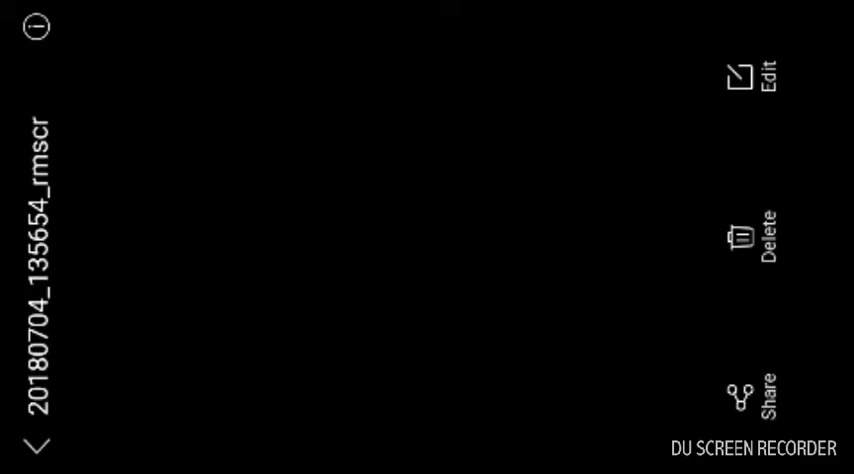 20180704_135654_rmscr
Share
Delete
Edit
DU SCREEN RECORDER